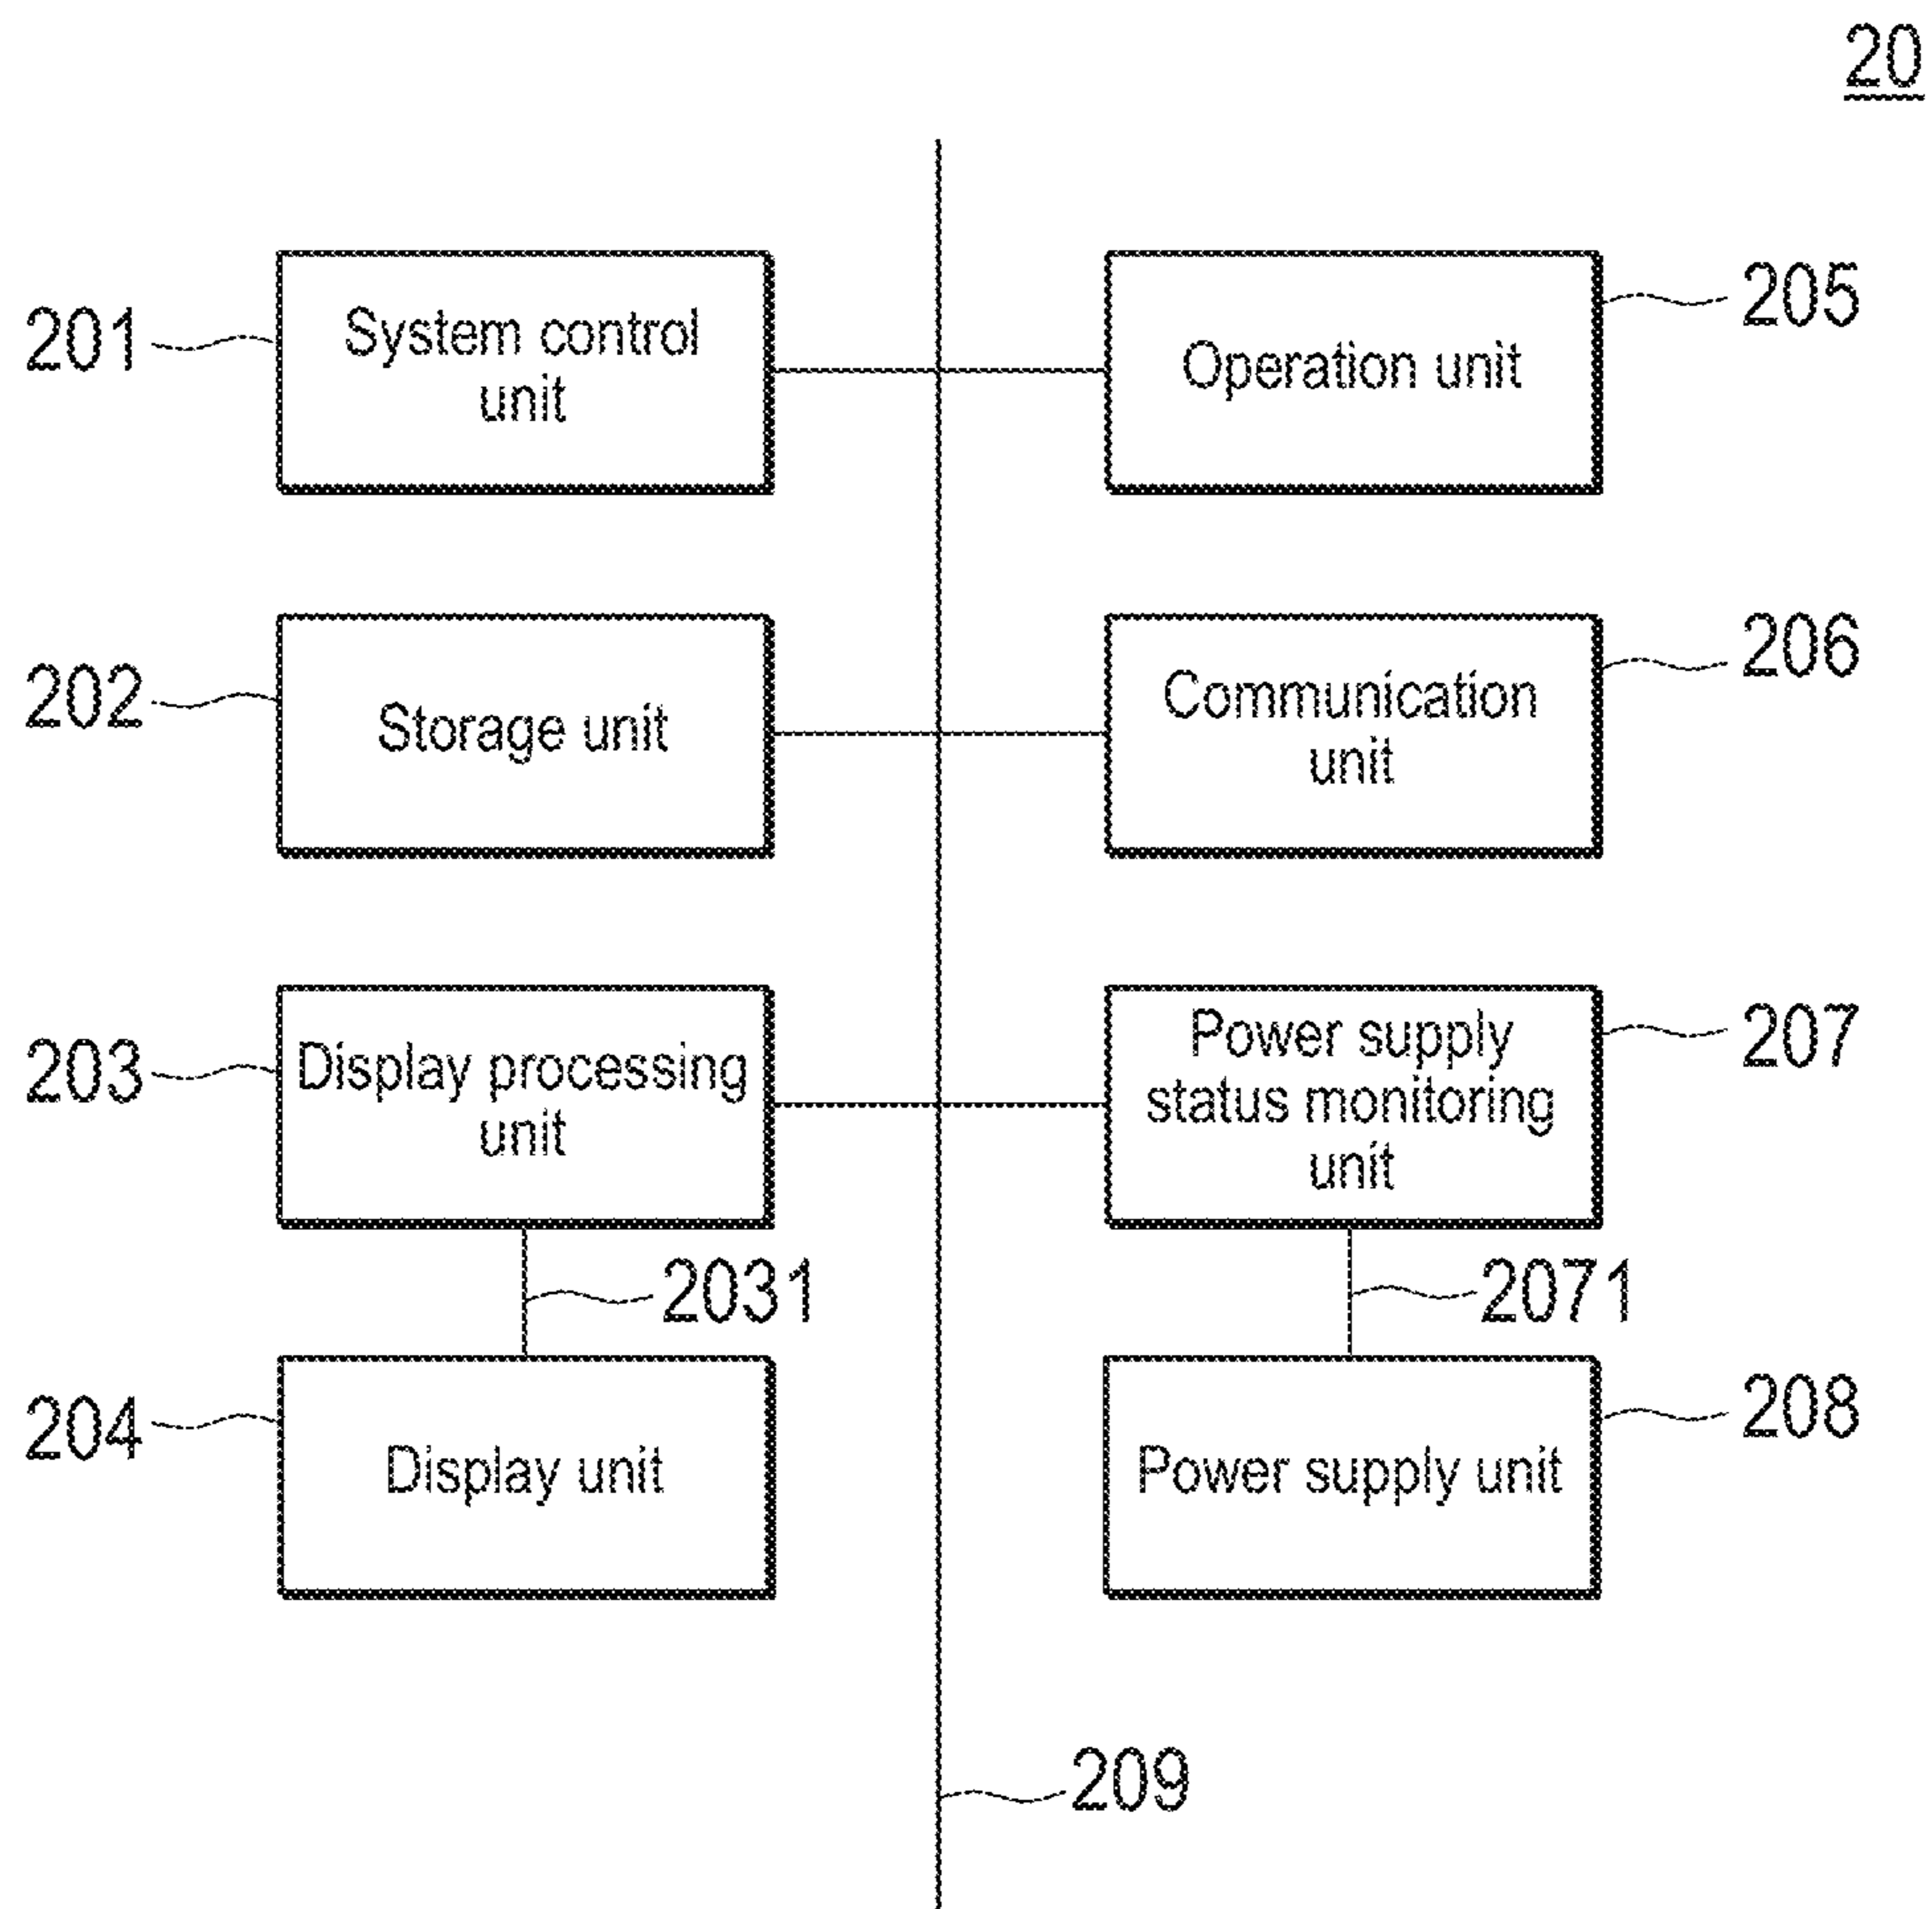 20
201
System control
unit
205
Operation unit
202
Storage unit
206
Communication
unit
203
Display processing
unit
207
Power supply
status monitoring
unit
2031
2071
204
Display unit
208
Power supply unit
209